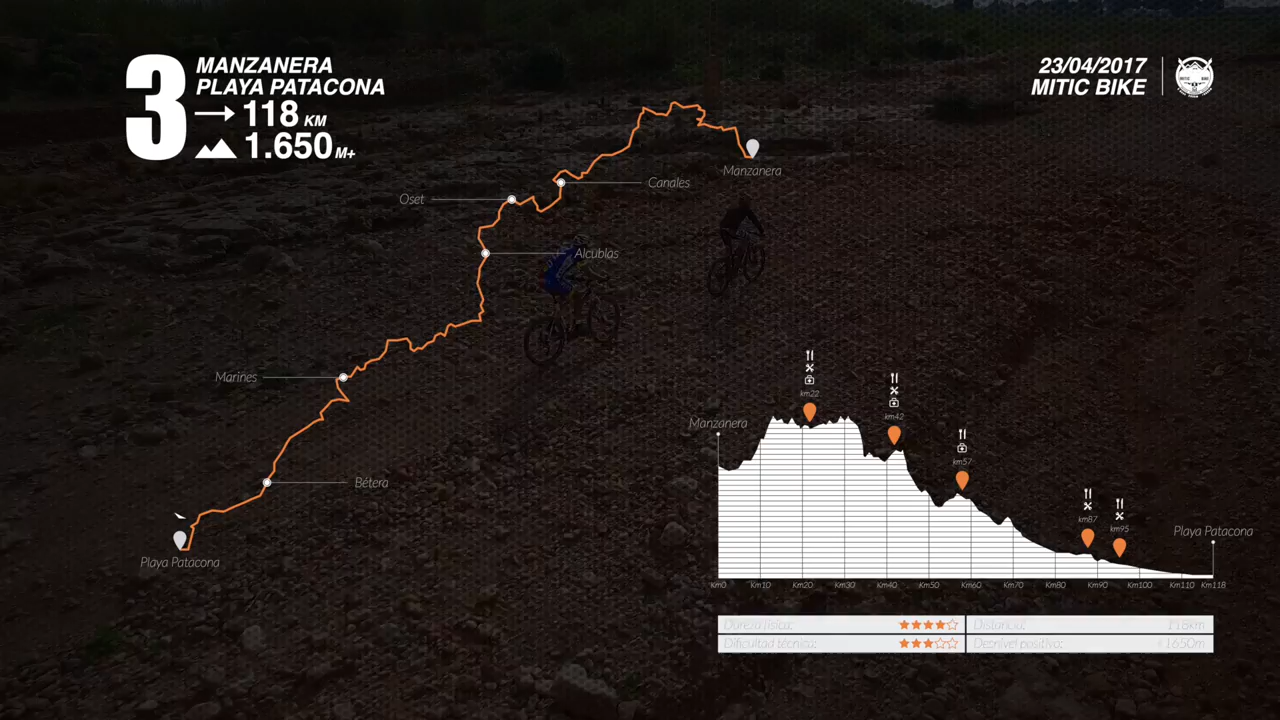 3
MANZANERA
PLAYA PATACONA
118 KM
1.650 M+
23/04/2017
MITIC BIKE
MITIC BIKE
Manzanera
Canales
Oset
Alcublas
Marines
Bétera
Playa Patacona
Manzanera
km22
km42
km57
km87
km95
Playa Patacona
Km0 Km10 Km20 Km30 Km40 Km50 Km60 Km70 Km80 Km90 Km100 Km110 Km118
Dureza física:
Distancia:
118km
Dificultad técnica:
Desnivel positivo:
+1650m